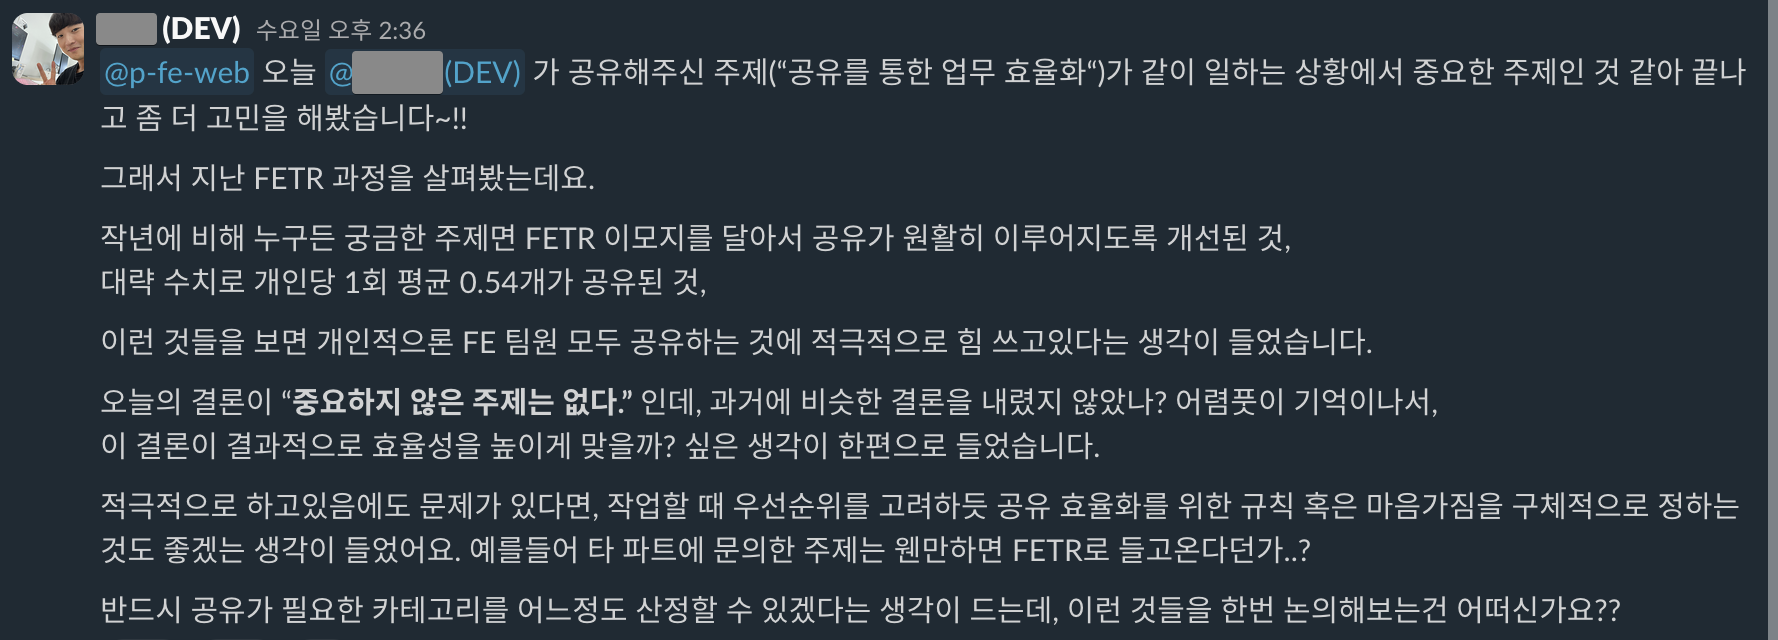 (DEV) 수요일 오후 2:36
@p-fe-web 오늘 @(DEV) 가 공유해주신 주제(“공유를 통한 업무 효율화“)가 같이 일하는 상황에서 중요한 주제인 것 같아 끝나
고 좀 더 고민을 해봤습니다~!!
그래서 지난 FETR 과정을 살펴봤는데요.
작년에 비해 누구든 궁금한 주제면 FETR 이모지를 달아서 공유가 원활히 이루어지도록 개선된 것,
대략 수치로 개인당 1회 평균 0.54개가 공유된 것,
이런 것들을 보면 개인적으론 FE 팀원 모두 공유하는 것에 적극적으로 힘 쓰고있다는 생각이 들었습니다.
오늘의 결론이 “중요하지 않은 주제는 없다.” 인데, 과거에 비슷한 결론을 내렸지 않았나? 어렴풋이 기억이나서,
이 결론이 결과적으로 효율성을 높이게 맞을까? 싶은 생각이 한편으로 들었습니다.
적극적으로 하고있음에도 문제가 있다면, 작업할 때 우선순위를 고려하듯 공유 효율화를 위한 규칙 혹은 마음가짐을 구체적으로 정하는
것도 좋겠는 생각이 들었어요. 예를들어 타 파트에 문의한 주제는 웬만하면 FETR로 들고온다던가..?
반드시 공유가 필요한 카테고리를 어느정도 산정할 수 있겠다는 생각이 드는데, 이런 것들을 한번 논의해보는건 어떠신가요??